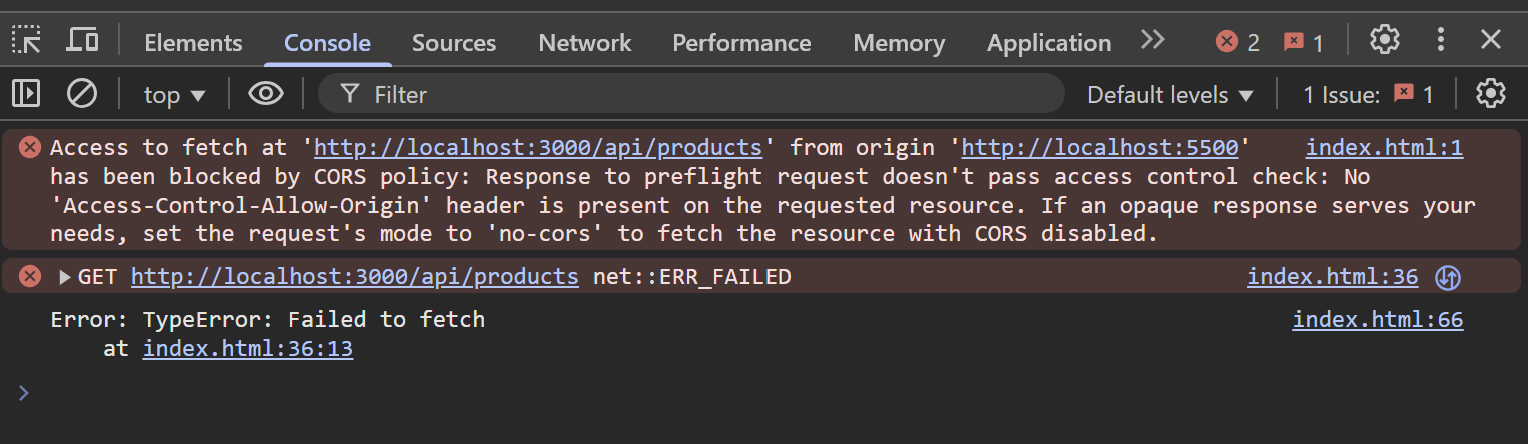 Elements Console Sources Network Performance Memory Application 2 1
top Filter Default levels 1 Issue: 1
Access to fetch at 'http://localhost:3000/api/products' from origin 'http://localhost:5500' index.html:1
has been blocked by CORS policy: Response to preflight request doesn't pass access control check: No
'Access-Control-Allow-Origin' header is present on the requested resource. If an opaque response serves your
needs, set the request's mode to 'no-cors' to fetch the resource with CORS disabled.
GET http://localhost:3000/api/products net::ERR_FAILED index.html:36
Error: TypeError: Failed to fetch index.html:66
at index.html:36:13